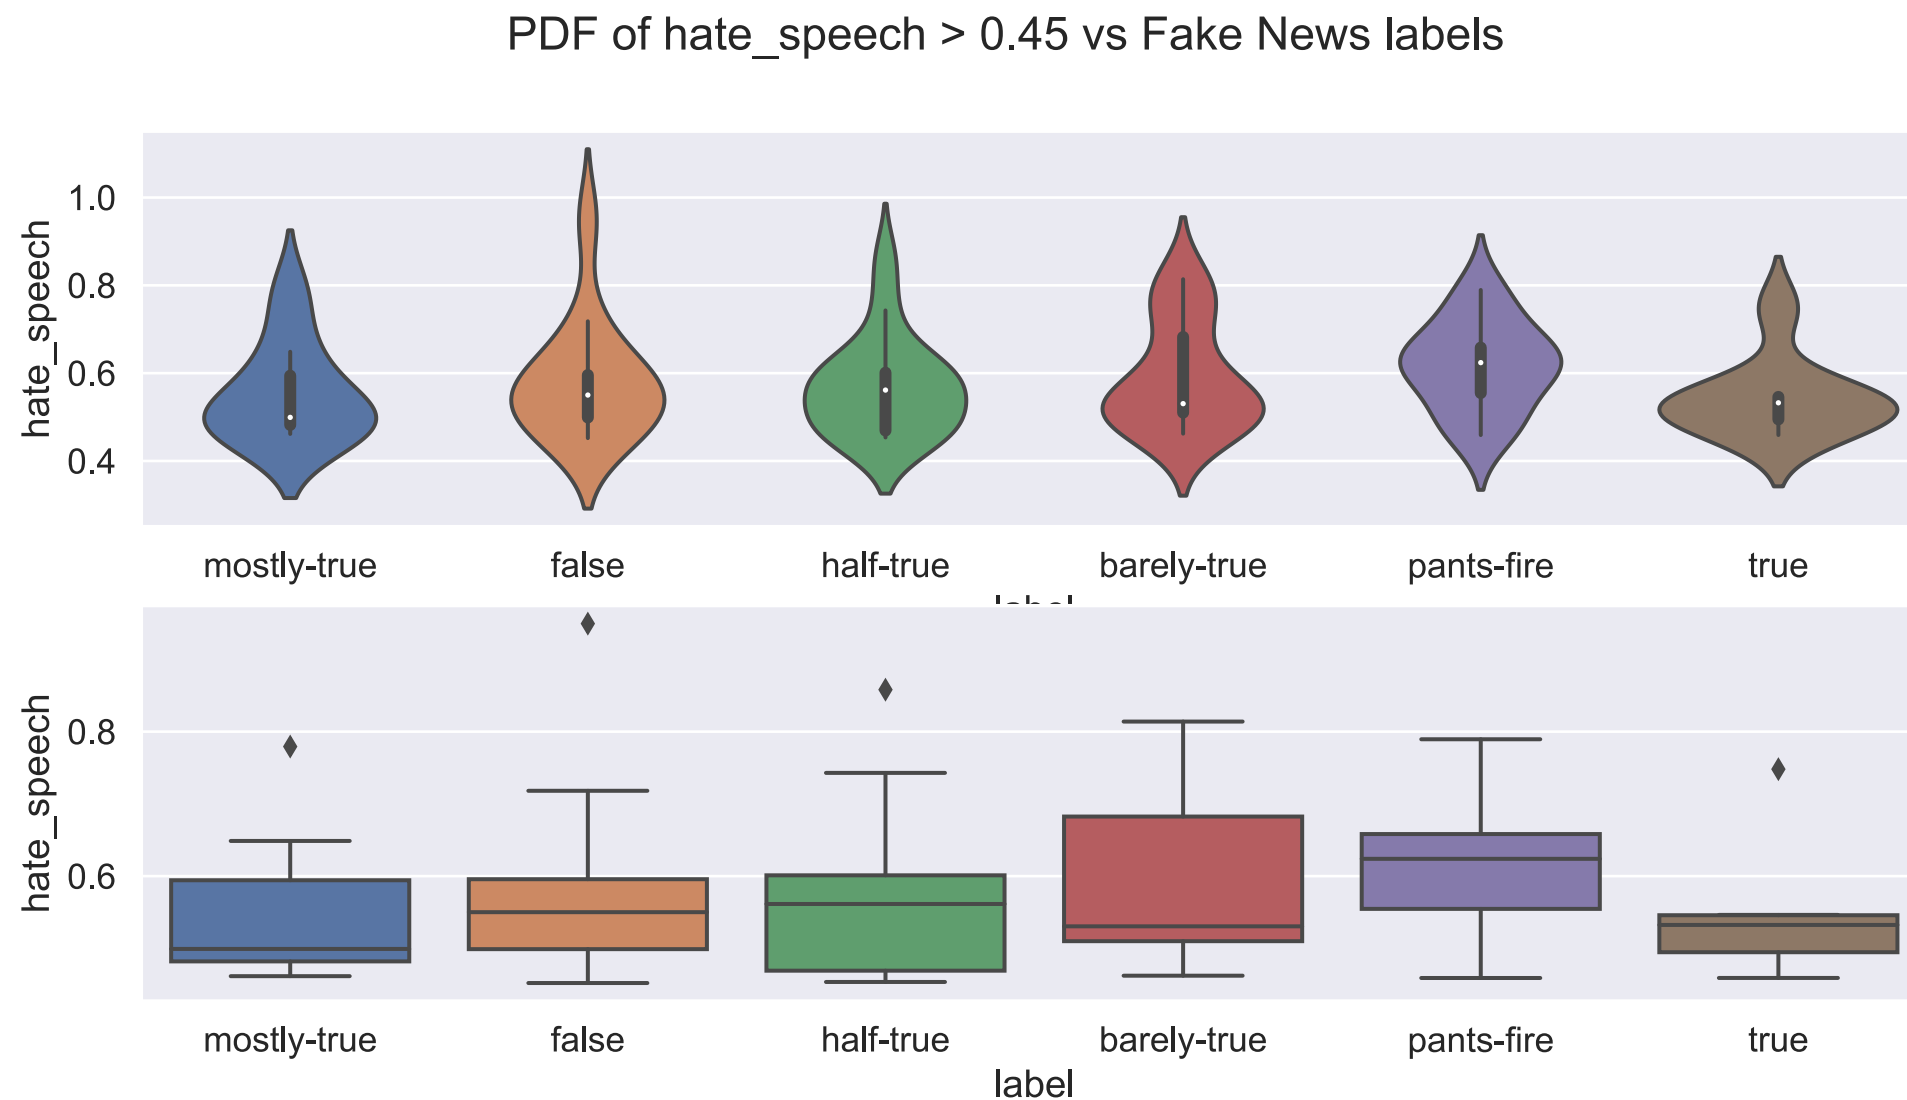 PDF of hate_speech > 0.45 vs Fake News labels
hate_speech
1.0
0.8
0.6
0.4
mostly-true false half-true barely-true pants-fire true
label
hate_speech
0.8
0.6
mostly-true false half-true barely-true pants-fire true
label